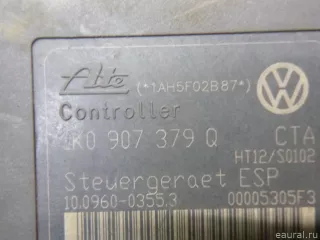 Ate (*1AH5F02B87*)
Controller
1K0 907 379 Q CTA
HT12/S0102
Steuergeraet ESP
10.0960-0355.3 00005305F3
eaural.ru